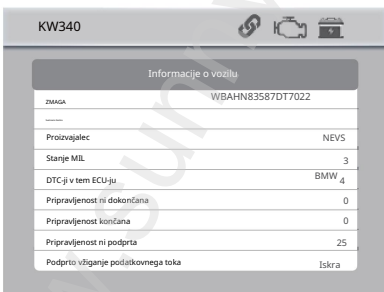 KW340
Informacije o vozilu
ZMAGA WBAHN83587DT7022
——
Proizvajalec NEVS
Stanje MIL 3
DTC-ji v tem ECU-ju BMW 4
Pripravljenost ni dokončana 0
Pripravljenost končana 0
Pripravljenost ni podprta 25
Podprto vžiganje podatkovnega toka Iskra